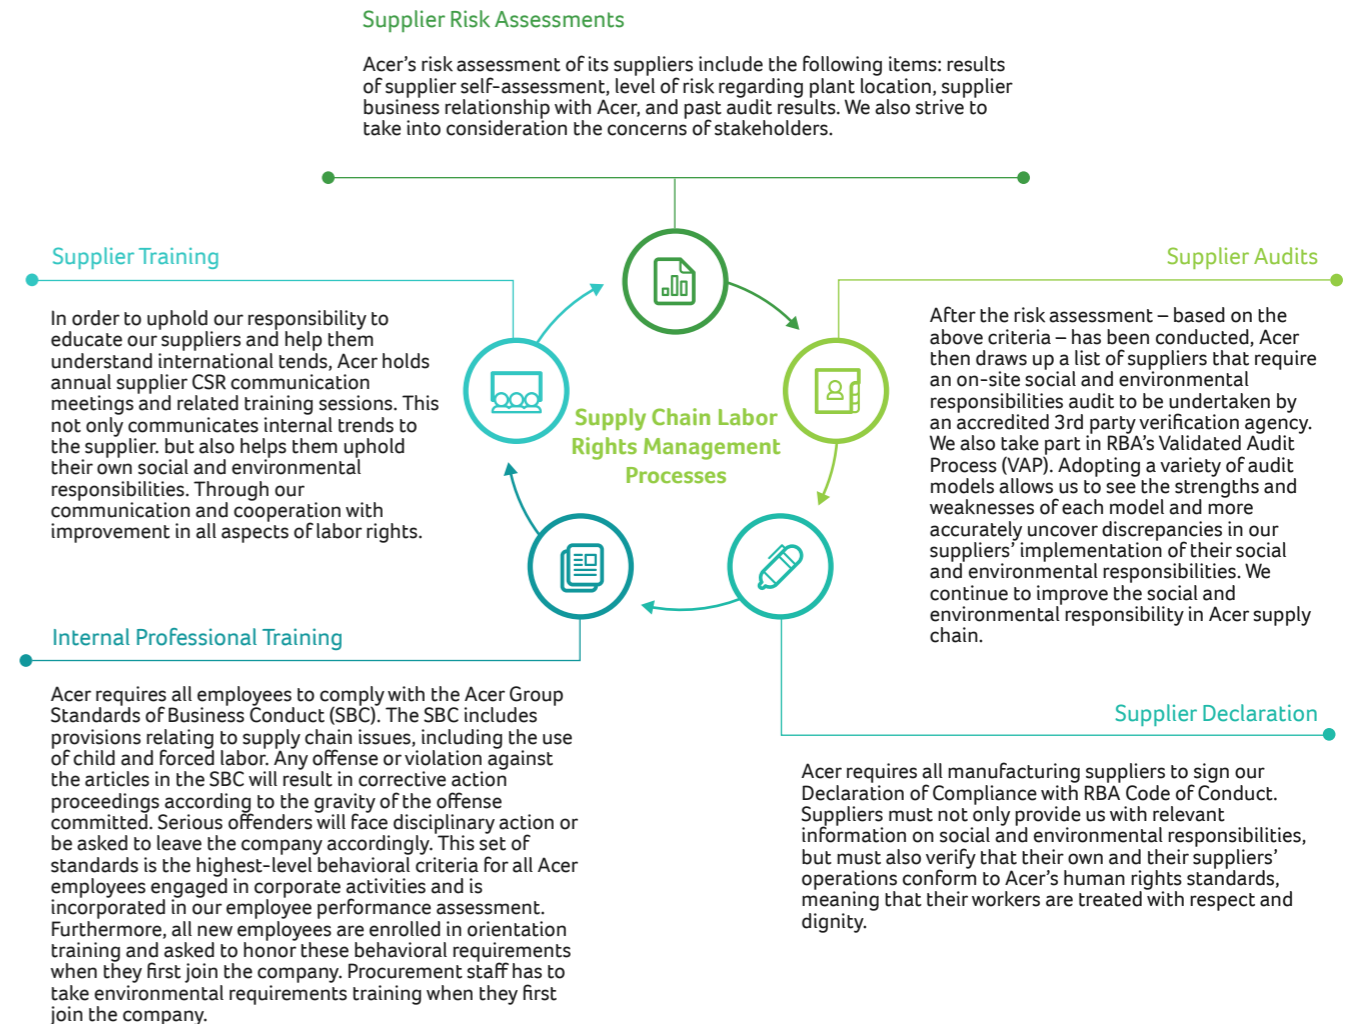 Supplier Risk Assessments
Acer's risk assessment of its suppliers include the following items: results
of supplier self-assessment, level of risk regarding plant location, supplier
business relationship with Acer, and past audit results. We also strive to
take into consideration the concerns of stakeholders.
Supplier Training
In order to uphold our responsibility to
educate our suppliers and help them
understand international tends, Acer holds
annual supplier CSR communication
meetings and related training sessions. This
not only communicates internal trends to
the supplier. but also helps them uphold
their own social and environmental
responsibilities. Through our
communication and cooperation with
improvement in all aspects of labor rights.
Supply Chain Labor
Rights Management
Processes
Supplier Audits
After the risk assessment – based on the
above criteria – has been conducted, Acer
then draws up a list of suppliers that require
an on-site social and environmental
responsibilities audit to be undertaken by
an accredited 3rd party verification agency.
We also take part in RBA's Validated Audit
Process (VAP). Adopting a variety of audit
models allows us to see the strengths and
weaknesses of each model and more
accurately uncover discrepancies in our
suppliers' implementation of their social
and environmental responsibilities. We
continue to improve the social and
environmental responsibility in Acer supply
chain.
Internal Professional Training
Acer requires all employees to comply with the Acer Group
Standards of Business Conduct (SBC). The SBC includes
provisions relating to supply chain issues, including the use
of child and forced labor. Any offense or violation against
the articles in the SBC will result in corrective action
proceedings according to the gravity of the offense
committed. Serious offenders will face disciplinary action or
be asked to leave the company accordingly. This set of
standards is the highest-level behavioral criteria for all Acer
employees engaged in corporate activities and is
incorporated in our employee performance assessment.
Furthermore, all new employees are enrolled in orientation
training and asked to honor these behavioral requirements
when they first join the company. Procurement staff has to
take environmental requirements training when they first
join the company.
Supplier Declaration
Acer requires all manufacturing suppliers to sign our
Declaration of Compliance with RBA Code of Conduct.
Suppliers must not only provide us with relevant
information on social and environmental responsibilities,
but must also verify that their own and their suppliers'
operations conform to Acer's human rights standards,
meaning that their workers are treated with respect and
dignity.